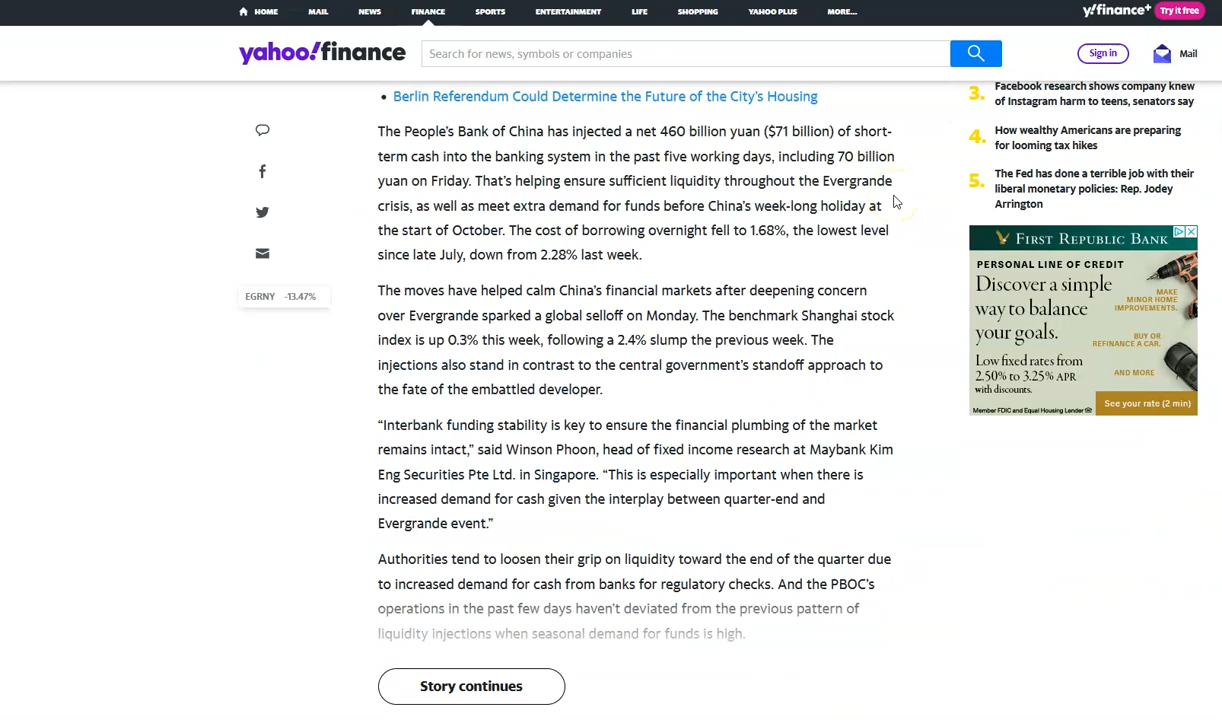 HOME MAIL NEWS FINANCE SPORTS ENTERTAINMENT LIFE SHOPPING YAHOO PLUS MORE...
y!finance+ Try it free
yahoo!finance
Search for news, symbols or companies
Sign in
Mail
• Berlin Referendum Could Determine the Future of the City's Housing
The People's Bank of China has injected a net 460 billion yuan ($71 billion) of short-
term cash into the banking system in the past five working days, including 70 billion
yuan on Friday. That's helping ensure sufficient liquidity throughout the Evergrande
crisis, as well as meet extra demand for funds before China's week-long holiday at
the start of October. The cost of borrowing overnight fell to 1.68%, the lowest level
since late July, down from 2.28% last week.
EGRNY -13.47%
The moves have helped calm China's financial markets after deepening concern
over Evergrande sparked a global selloff on Monday. The benchmark Shanghai stock
index is up 0.3% this week, following a 2.4% slump the previous week. The
injections also stand in contrast to the central government's standoff approach to
the fate of the embattled developer.
“Interbank funding stability is key to ensure the financial plumbing of the market
remains intact,” said Winson Phoon, head of fixed income research at Maybank Kim
Eng Securities Pte Ltd. in Singapore. “This is especially important when there is
increased demand for cash given the interplay between quarter-end and
Evergrande event.”
Authorities tend to loosen their grip on liquidity toward the end of the quarter due
to increased demand for cash from banks for regulatory checks. And the PBOC's
operations in the past few days haven't deviated from the previous pattern of
liquidity injections when seasonal demand for funds is high.
Story continues
3. Facebook research shows company knew
of Instagram harm to teens, senators say
4. How wealthy Americans are preparing
for looming tax hikes
5. The Fed has done a terrible job with their
liberal monetary policies: Rep. Jodey
Arrington
FIRST REPUBLIC BANK
PERSONAL LINE OF CREDIT
Discover a simple
way to balance
your goals.
Low fixed rates from
2.50% to 3.25% APR
with discounts.
MAKE
MINOR HOME
IMPROVEMENTS.
BUY OR
REFINANCE A CAR.
AND MORE
See your rate (2 min)
Member FDIC and Equal Housing Lender